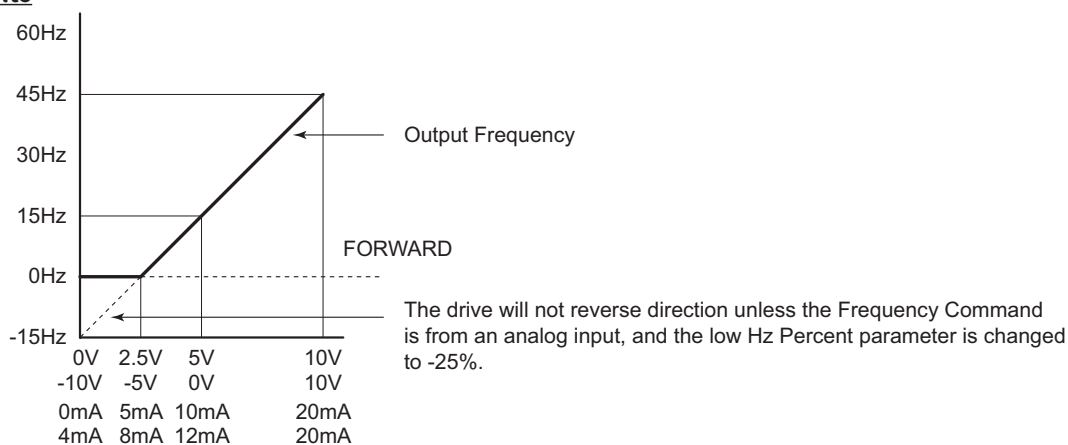 60Hz
45Hz
30Hz
15Hz
0Hz
-15Hz
Output Frequency
FORWARD
The drive will not reverse direction unless the Frequency Command
is from an analog input, and the low Hz Percent parameter is changed
to -25%.
0V 2.5V 5V 10V
-10V -5V 0V 10V
0mA 5mA 10mA 20mA
4mA 8mA 12mA 20mA